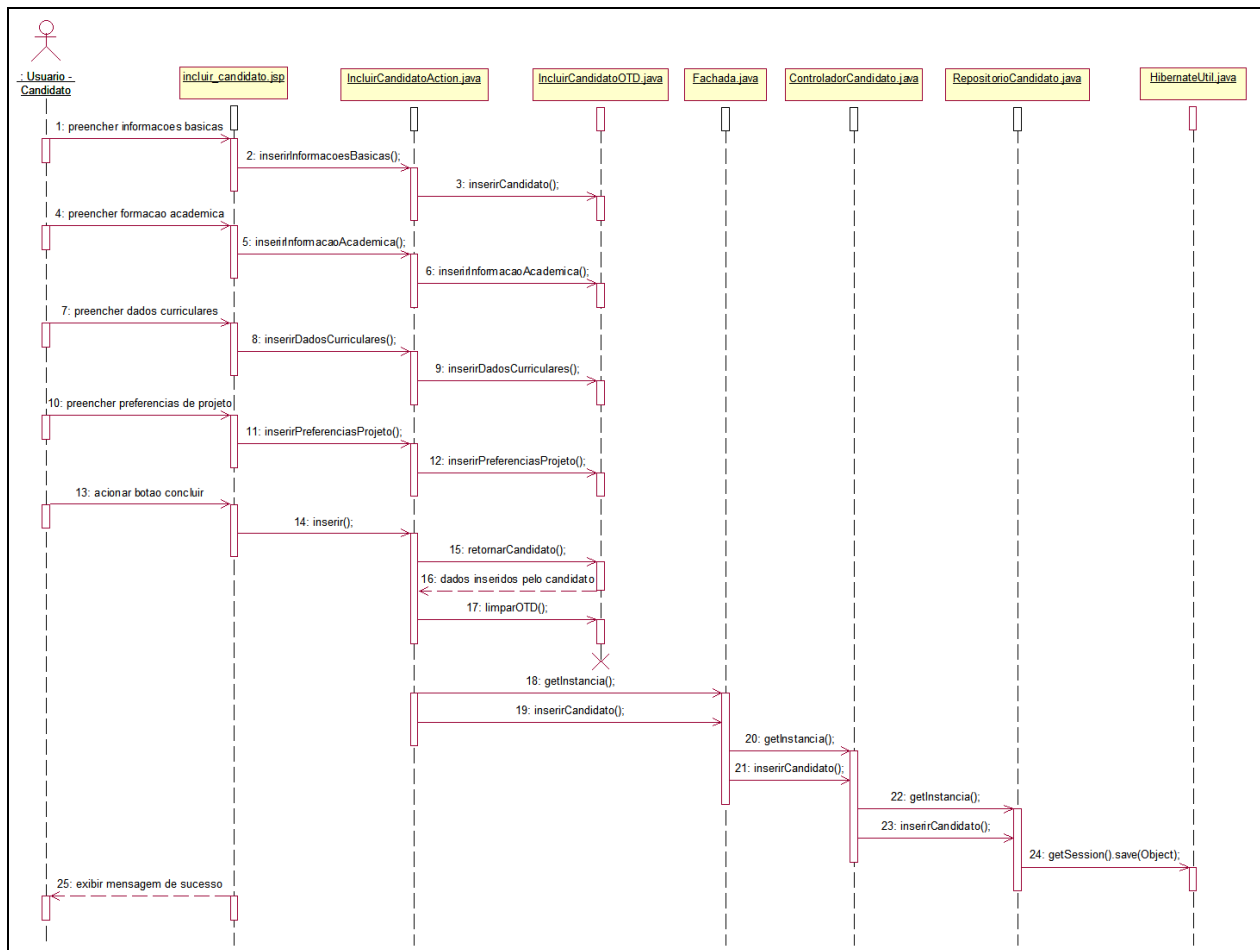 : Usuario -
Candidato
incluir_candidato.jsp
IncluirCandidatoAction.java
IncluirCandidatoOTD.java
Fachada.java
ControladorCandidato.java
RepositorioCandidato.java
HibernateUtil.java
1: preencher informacoes basicas
2: inserirInformacoesBasicas();
3: inserirCandidato();
4: preencher formacao academica
5: inserirInformacaoAcademica();
6: inserirInformacaoAcademica();
7: preencher dados curriculares
8: inserirDadosCurriculares();
9: inserirDadosCurriculares();
10: preencher preferencias de projeto
11: inserirPreferenciasProjeto();
12: inserirPreferenciasProjeto();
13: acionar botao concluir
14: inserir();
15: retornarCandidato();
16: dados inseridos pelo candidato
17: limparOTD();
18: getInstancia();
19: inserirCandidato();
20: getInstancia();
21: inserirCandidato();
22: getInstancia();
23: inserirCandidato();
24: getSession().save(Object);
25: exibir mensagem de sucesso